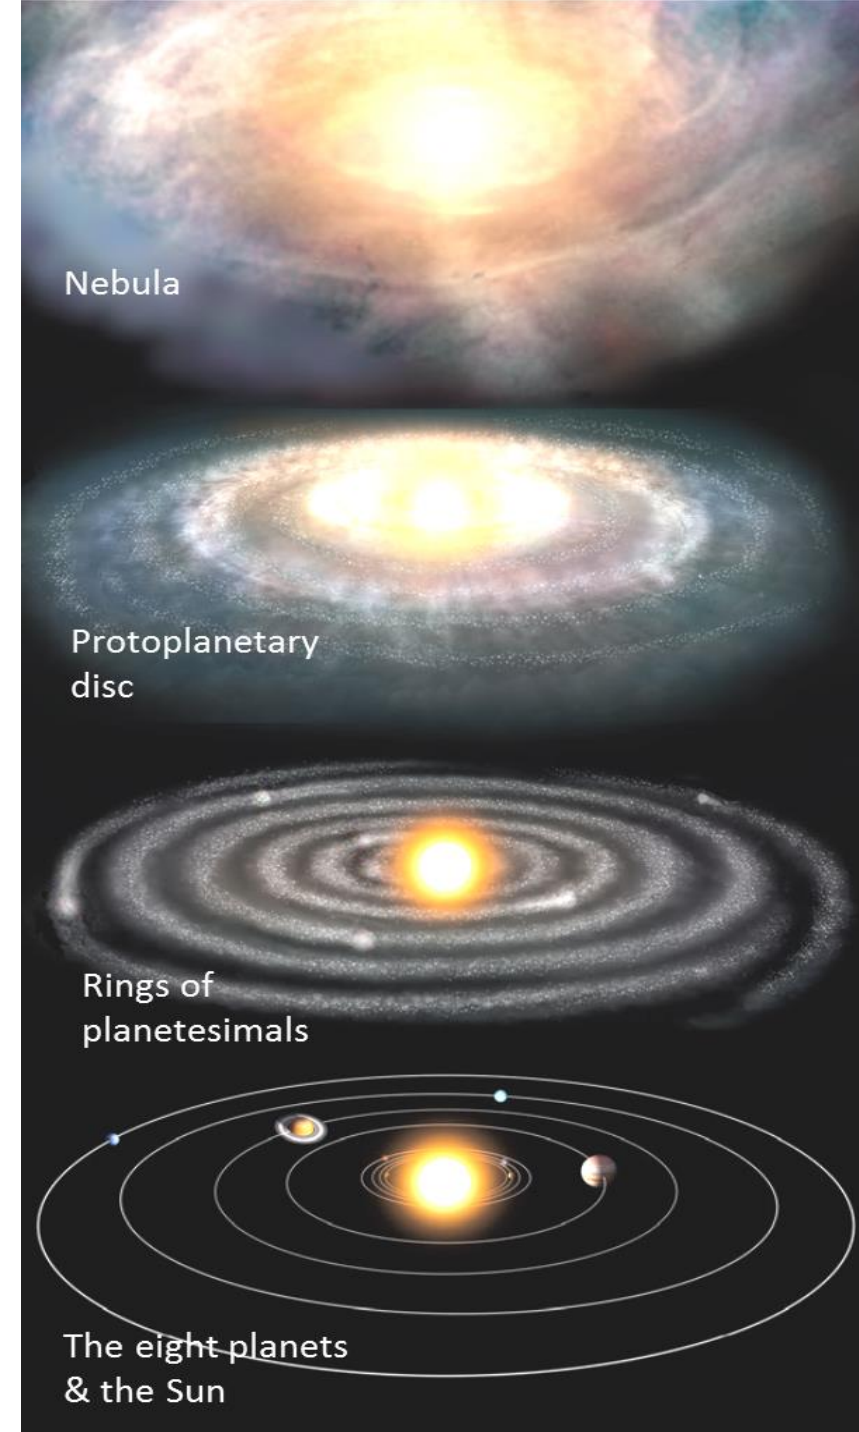 Nebula
Protoplanetary
disc
Rings of
planetesimals
The eight planets
& the Sun